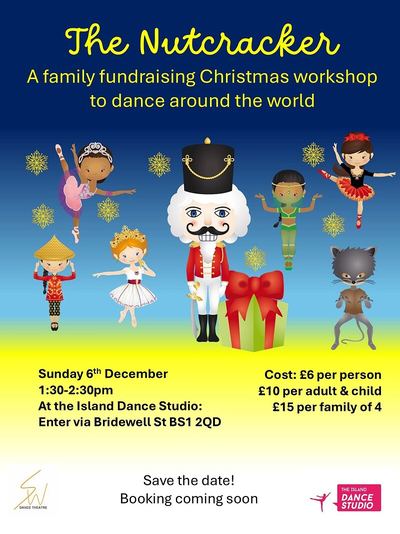 The Nutcracker
A family fundraising Christmas workshop
to dance around the world
Sunday 6th December
1:30-2:30pm
At the Island Dance Studio:
Enter via Bridewell St BS1 2QD
Cost: £6 per person
£10 per adult & child
£15 per family of 4
Save the date!
Booking coming soon
SW
DANCE THEATRE
THE ISLAND
DANCE
STUDIO